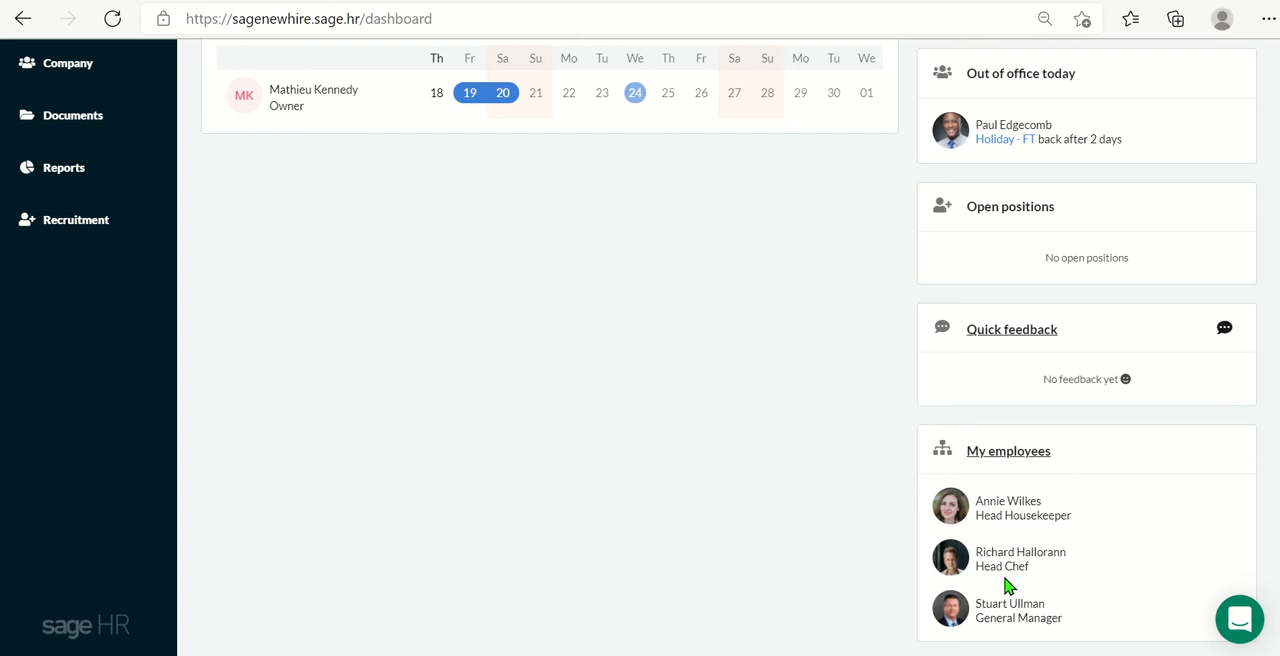 https://sagenewhire.sage.hr/dashboard
Company
Documents
Reports
Recruitment
sage HR
Th Fr Sa Su Mo Tu We Th Fr Sa Su Mo Tu We
MK
Mathieu Kennedy
Owner
18 19 20 21 22 23 24 25 26 27 28 29 30 01
Out of office today
Paul Edgecomb
Holiday - FT back after 2 days
Open positions
No open positions
Quick feedback
No feedback yet
My employees
Annie Wilkes
Head Housekeeper
Richard Hallorann
Head Chef
Stuart Ullman
General Manager